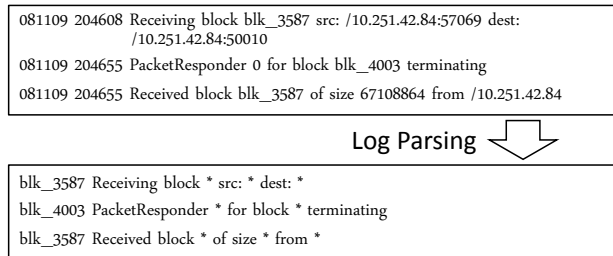 081109 204608 Receiving block blk_3587 src: /10.251.42.84:57069 dest:
/10.251.42.84:50010
081109 204655 PacketResponder 0 for block blk_4003 terminating
081109 204655 Received block blk_3587 of size 67108864 from /10.251.42.84
Log Parsing
blk_3587 Receiving block * src: * dest: *
blk_4003 PacketResponder * for block * terminating
blk_3587 Received block * of size * from *